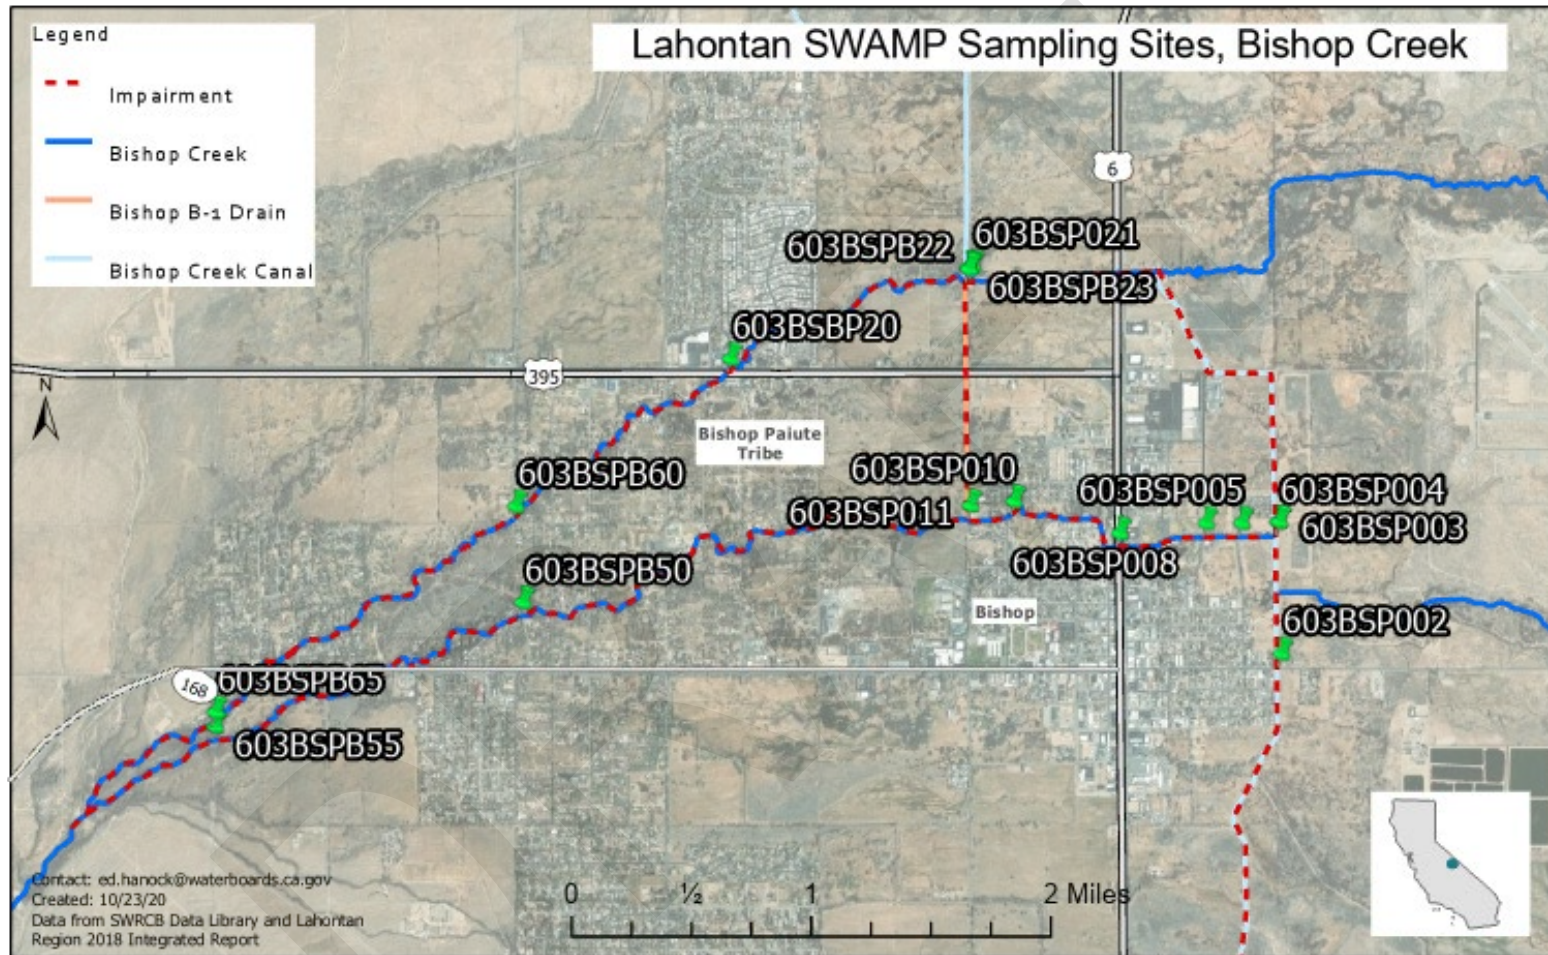 Legend
Impairment
Bishop Creek
Bishop B-1 Drain
Bishop Creek Canal
Lahontan SWAMP Sampling Sites, Bishop Creek
6
603BSPB22
603BSP021
603BSPB23
603BSBP20
395
N
Bishop Paiute
Tribe
603BSPB60
603BSP010
603BSP005
603BSP004
603BSP011
603BSP003
603BSP008
603BSPB50
Bishop
603BSP002
168
603BSPB65
603BSPB55
Contact: ed.hanock@waterboards.ca.gov
Created: 10/23/20
Data from SWRCB Data Library and Lahontan
Region 2018 Integrated Report
0 ½ 1 2 Miles